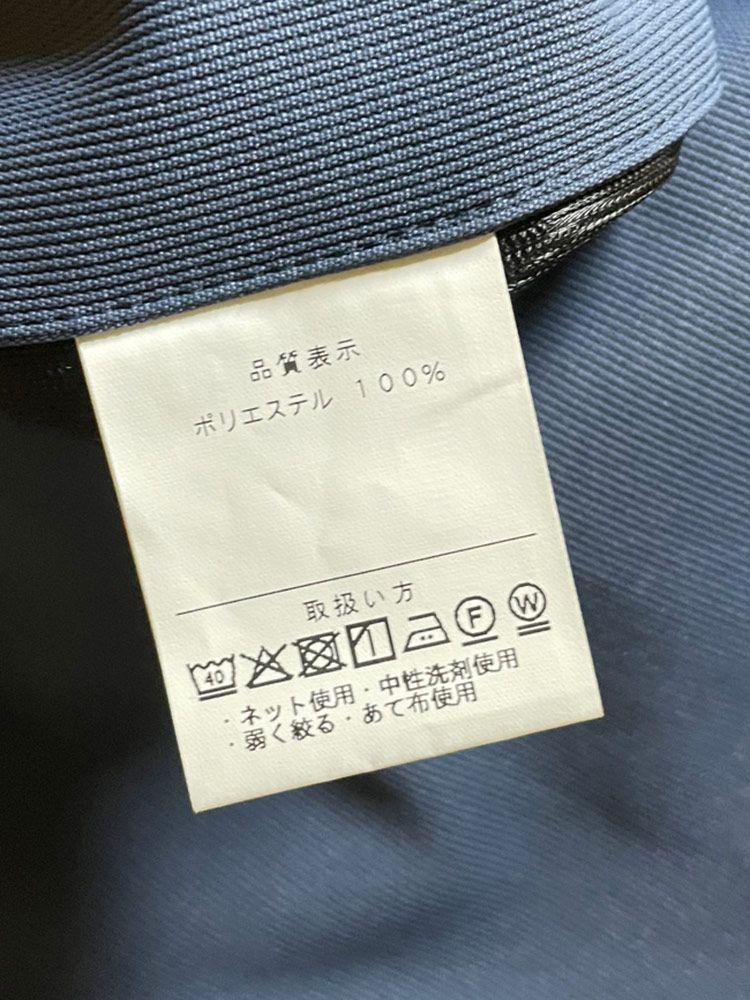 品質表示
ポリエステル 100%
取扱い方
40 F W
・ネット使用・中性洗剤使用
・弱く絞る・あて布使用